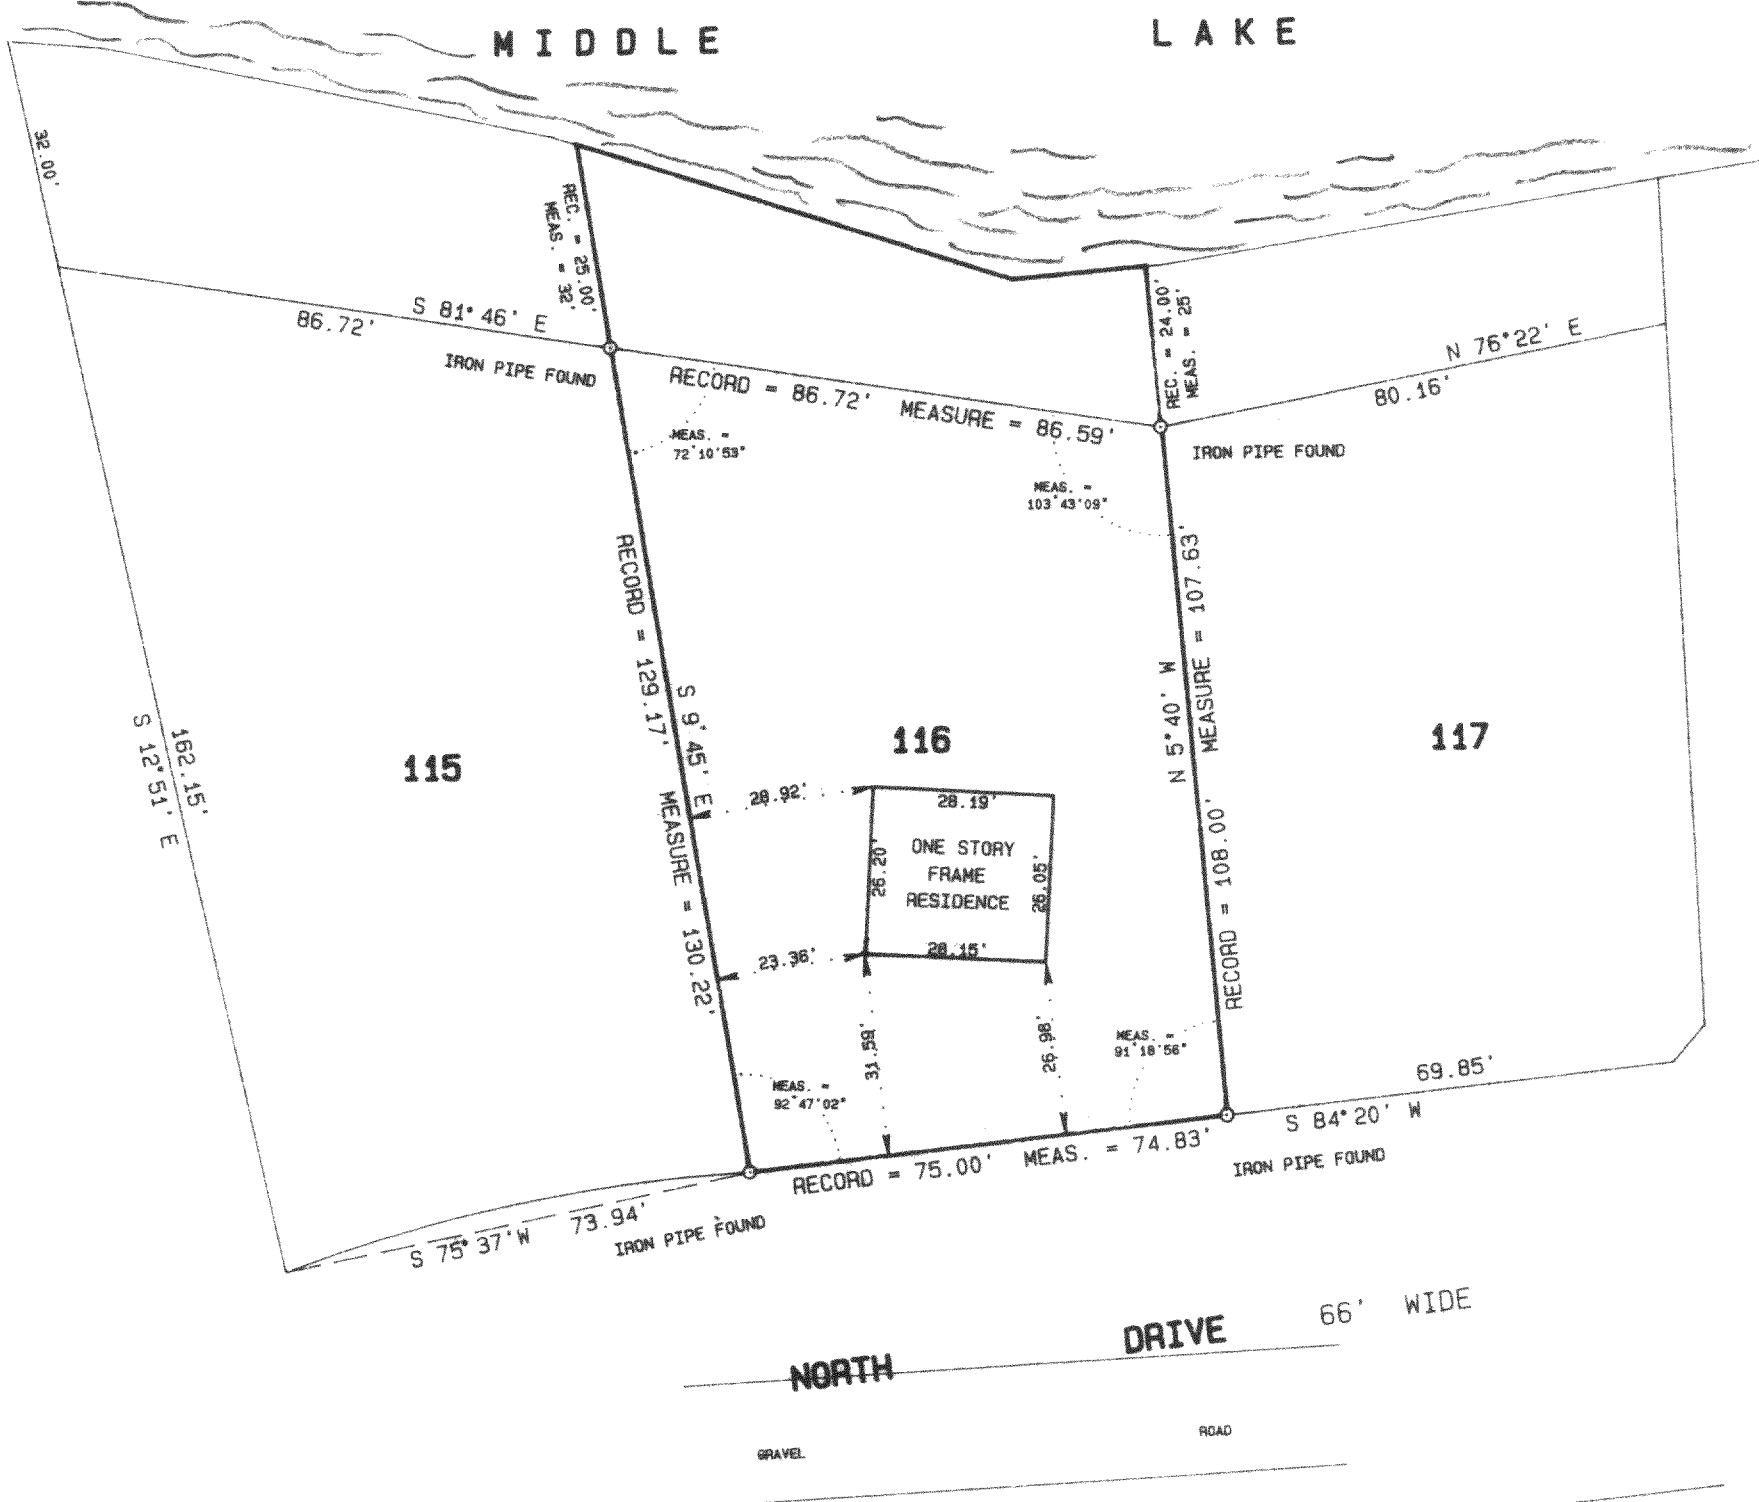 MIDDLE LAKE
32.00'
REC. = 25.00'
MEAS. = 32'
REC. = 24.00'
MEAS. = 25'
S 81°46' E
86.72'
IRON PIPE FOUND
RECORD = 86.72' MEASURE = 86.59'
N 76°22' E
80.16'
IRON PIPE FOUND
MEAS. =
72°10'53"
MEAS. =
103°43'09"
RECORD = 129.17' MEASURE = 130.22'
S 9°45' E
N 5°40' W
RECORD = 108.00' MEASURE = 107.63'
162.15'
S 12°51' E
115
116
117
28.92'
28.19'
26.20'
ONE STORY
FRAME
RESIDENCE
26.05'
28.15'
23.36'
31.59'
26.98'
MEAS. =
91°18'56"
MEAS. =
92°47'02"
69.85'
S 84°20' W
RECORD = 75.00' MEAS. = 74.83'
IRON PIPE FOUND
S 75°37'W 73.94'
IRON PIPE FOUND
NORTH DRIVE 66' WIDE
GRAVEL ROAD